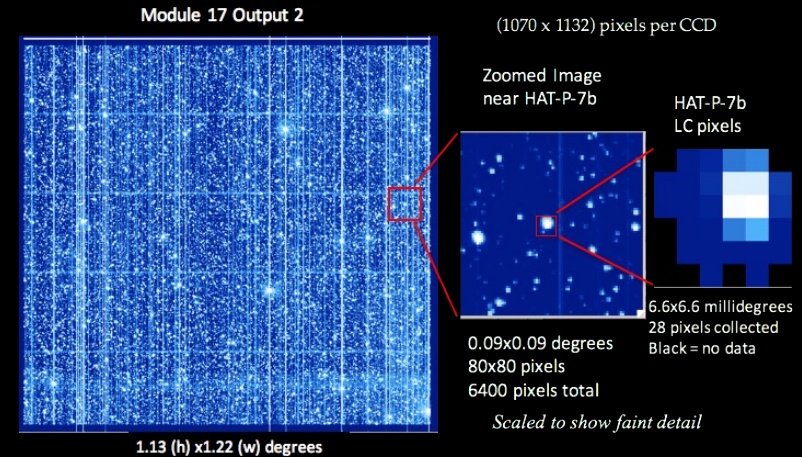 Module 17 Output 2
(1070 x 1132) pixels per CCD
Zoomed Image
near HAT-P-7b
HAT-P-7b
LC pixels
6.6x6.6 millidegrees
28 pixels collected
Black = no data
0.09x0.09 degrees
80x80 pixels
6400 pixels total
Scaled to show faint detail
1.13 (h) x1.22 (w) degrees